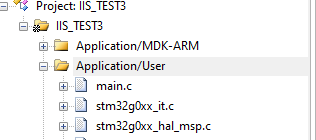 Project: IIS_TEST3
IIS_TEST3
Application/MDK-ARM
Application/User
main.c
stm32g0xx_it.c
stm32g0xx_hal_msp.c